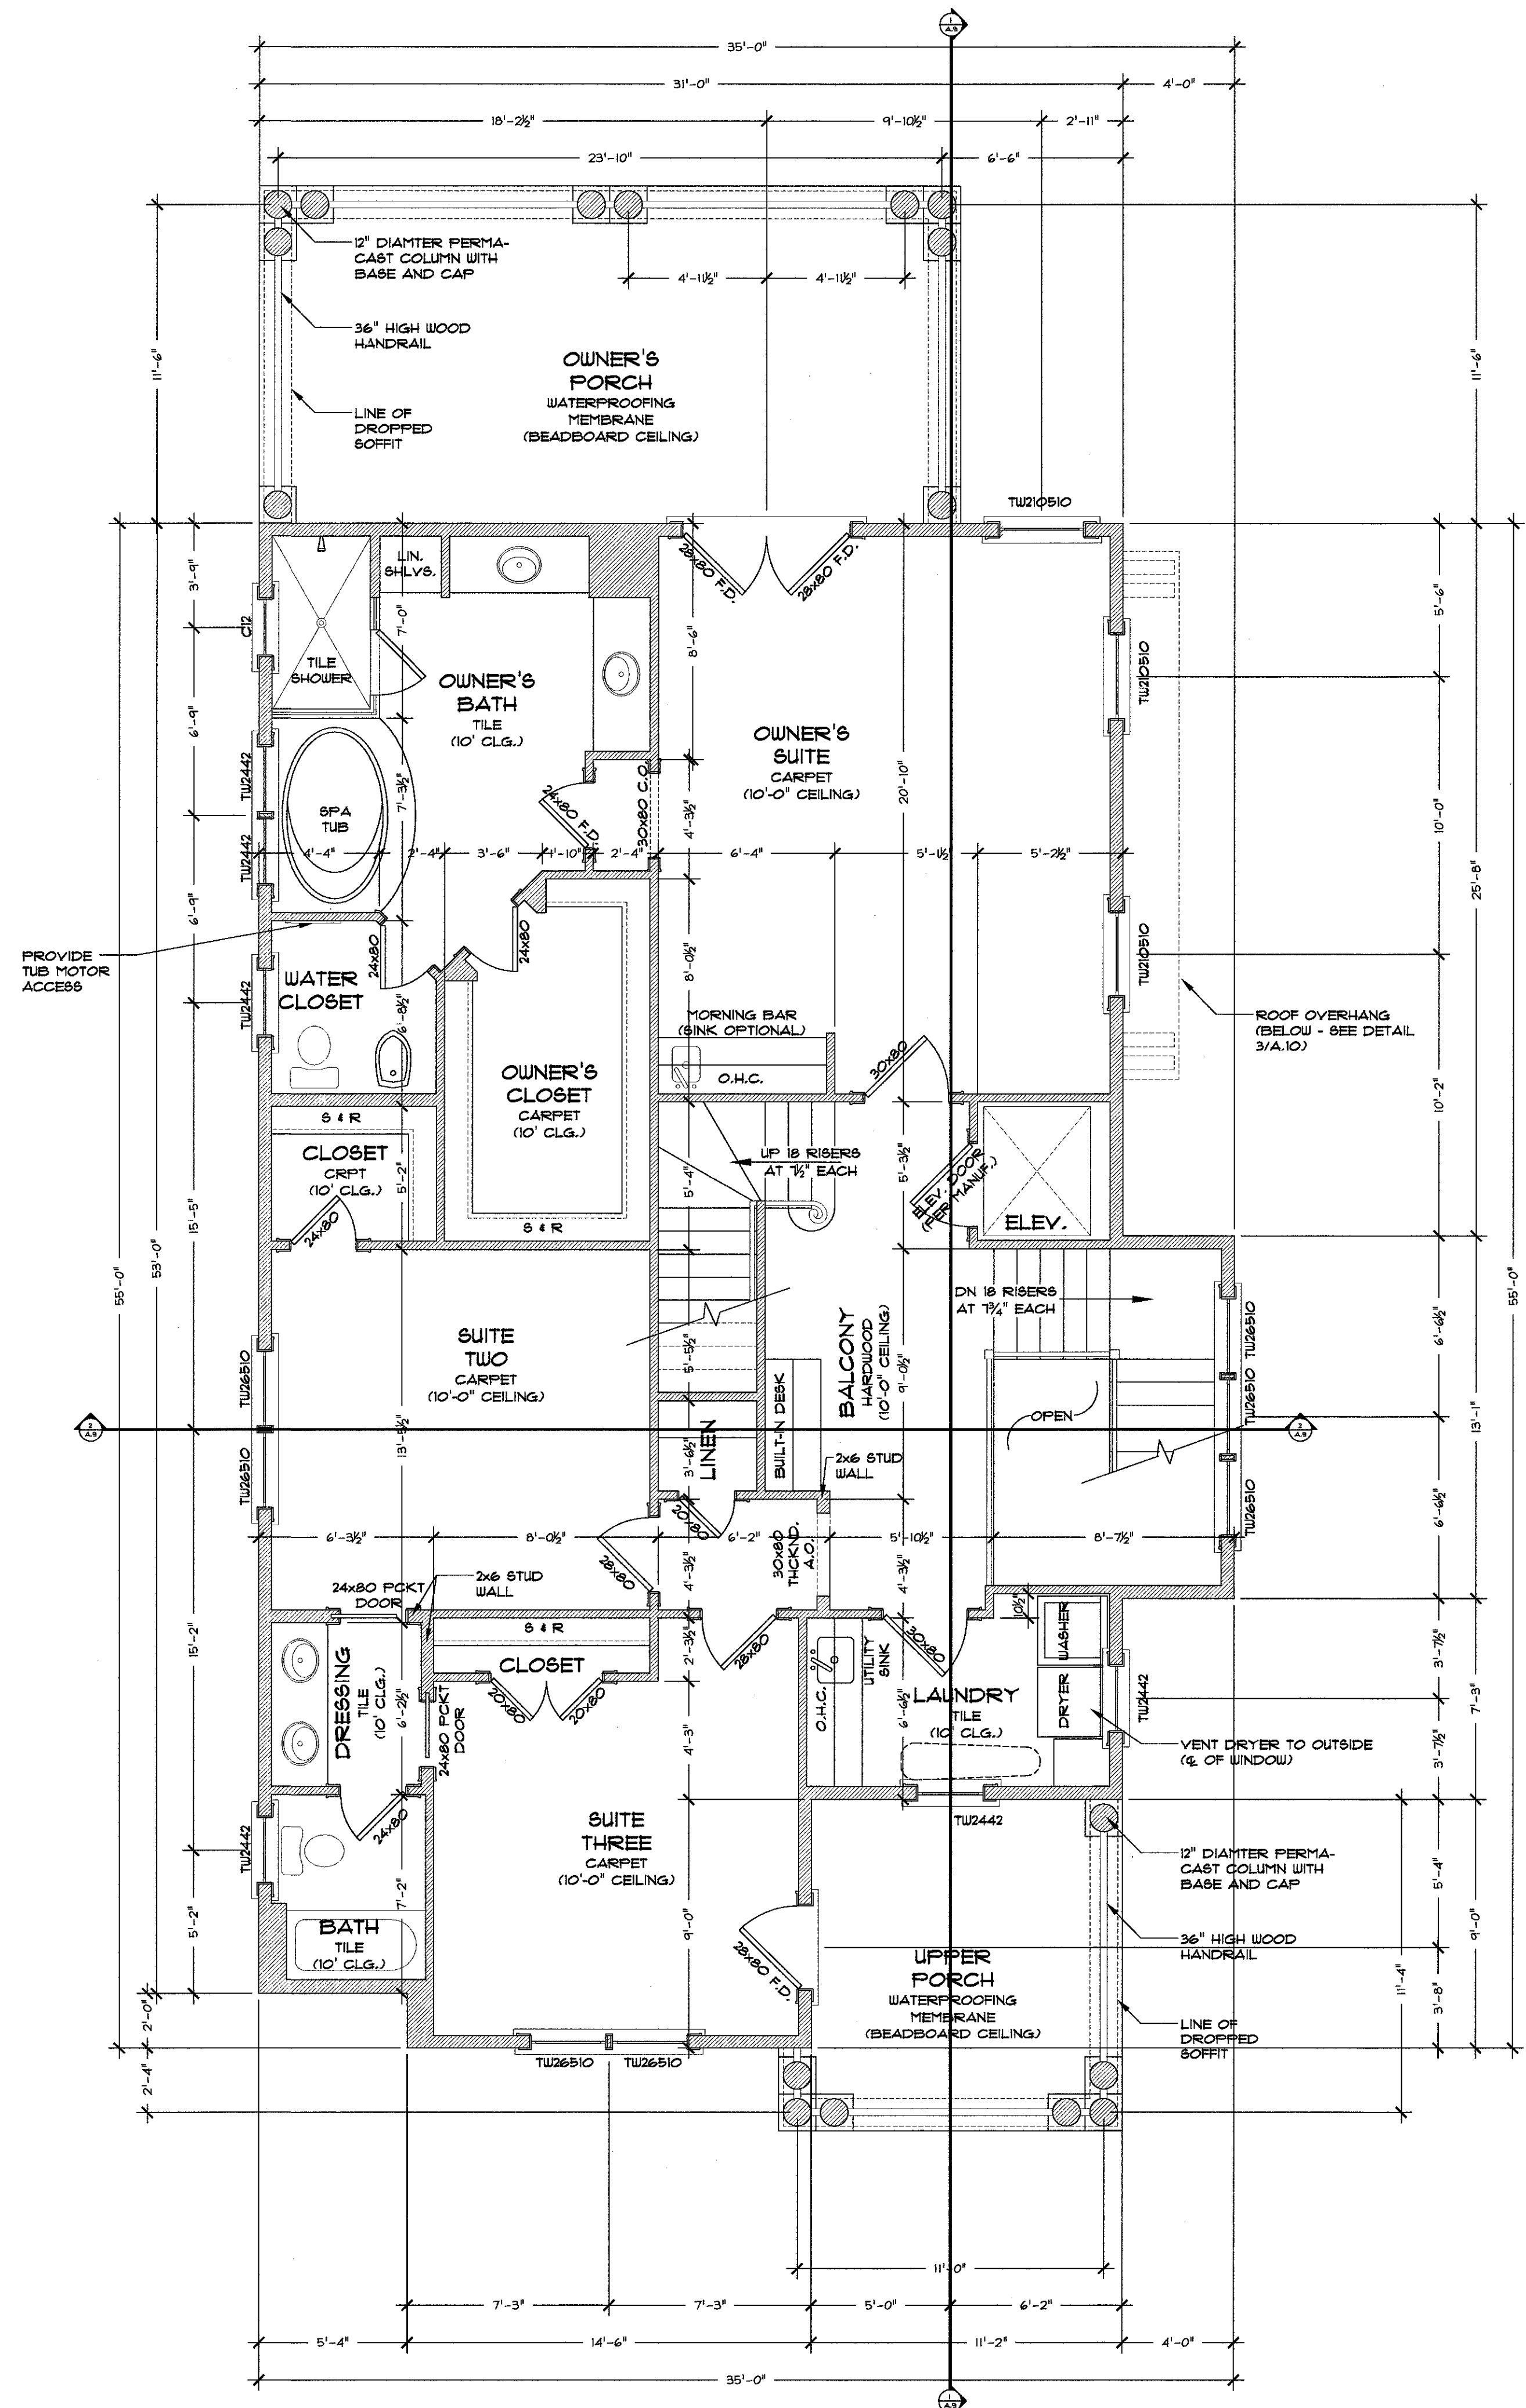 1
A.9
35'-0"
31'-0"
4'-0"
18'-2½"
9'-10½"
2'-11"
23'-10"
6'-6"
12" DIAMTER PERMA-
CAST COLUMN WITH
BASE AND CAP
4'-11½"
4'-11½"
36" HIGH WOOD
HANDRAIL
LINE OF
DROPPED
SOFFIT
OWNER'S
PORCH
WATERPROOFING
MEMBRANE
(BEADBOARD CEILING)
11'-6"
11'-6"
TW210510
28x80 F.D.
28x80 F.D.
LIN.
SHLVS.
3'-9"
C12
7'-0"
8'-6"
5'-6"
TW210510
TILE
SHOWER
OWNER'S
BATH
TILE
(10' CLG.)
6'-9"
TW2442
TW2442
SPA
TUB
7'-3½"
24x80 F.D.
30x80 C.O.
4'-3½"
OWNER'S
SUITE
CARPET
(10'-0" CEILING)
20'-10"
10'-0"
25'-8"
4'-4"
2'-4"
3'-6"
1'-10"
2'-4"
6'-4"
5'-1½"
5'-2½"
6'-9"
PROVIDE
TUB MOTOR
ACCESS
24x80
24x80
WATER
CLOSET
TW2442
6'-8½"
8'-0½"
TW210510
MORNING BAR
(SINK OPTIONAL)
O.H.C.
30x80
ROOF OVERHANG
(BELOW - SEE DETAIL
3/A.10)
OWNER'S
CLOSET
CARPET
(10' CLG.)
S & R
S & R
CLOSET
CRPT
(10' CLG.)
24x80
5'-2"
5'-4"
UP 18 RISERS
AT 7½" EACH
5'-3½"
ELEV. DOOR
(PER MANUF.)
ELEV.
10'-2"
15'-5"
53'-0"
55'-0"
55'-0"
DN 18 RISERS
AT 7¾" EACH
SUITE
TWO
CARPET
(10'-0" CEILING)
5'-5½"
BALCONY
HARDWOOD
(10'-0" CEILING)
9'-0½"
TW26510
TW26510
TW26510
TW26510
TW26510
6'-6½"
13'-1"
6'-6½"
OPEN
BUILT-IN DESK
LINEN
3'-6½"
2
A.9
2
A.9
13'-5½"
2x6 STUD
WALL
20x80
6'-3½"
8'-0½"
6'-2"
5'-10½"
8'-7½"
28x80
4'-3½"
30x80
THCKND.
A.O.
4'-3½"
24x80 PCKT
DOOR
2x6 STUD
WALL
S & R
CLOSET
20x80
20x80
2'-3½"
28x80
UTILITY
SINK
O.H.C.
30x80
10½"
WASHER
DRYER
LAUNDRY
TILE
(10' CLG.)
6'-6½"
TW2442
3'-7½"
7'-3"
3'-7½"
VENT DRYER TO OUTSIDE
(℄ OF WINDOW)
15'-2"
DRESSING
TILE
(10' CLG.)
6'-2½"
24x80 PCKT
DOOR
4'-3"
TW2442
24x80
TW2442
SUITE
THREE
CARPET
(10'-0" CEILING)
12" DIAMTER PERMA-
CAST COLUMN WITH
BASE AND CAP
5'-4"
7'-2"
5'-2"
BATH
TILE
(10' CLG.)
9'-0"
28x80 F.D.
UPPER
PORCH
WATERPROOFING
MEMBRANE
(BEADBOARD CEILING)
36" HIGH WOOD
HANDRAIL
9'-0"
3'-8"
11'-4"
LINE OF
DROPPED
SOFFIT
2'-0"
2'-4"
TW26510
TW26510
11'-0"
7'-3"
7'-3"
5'-0"
6'-2"
5'-4"
14'-6"
11'-2"
4'-0"
35'-0"
1
A.9